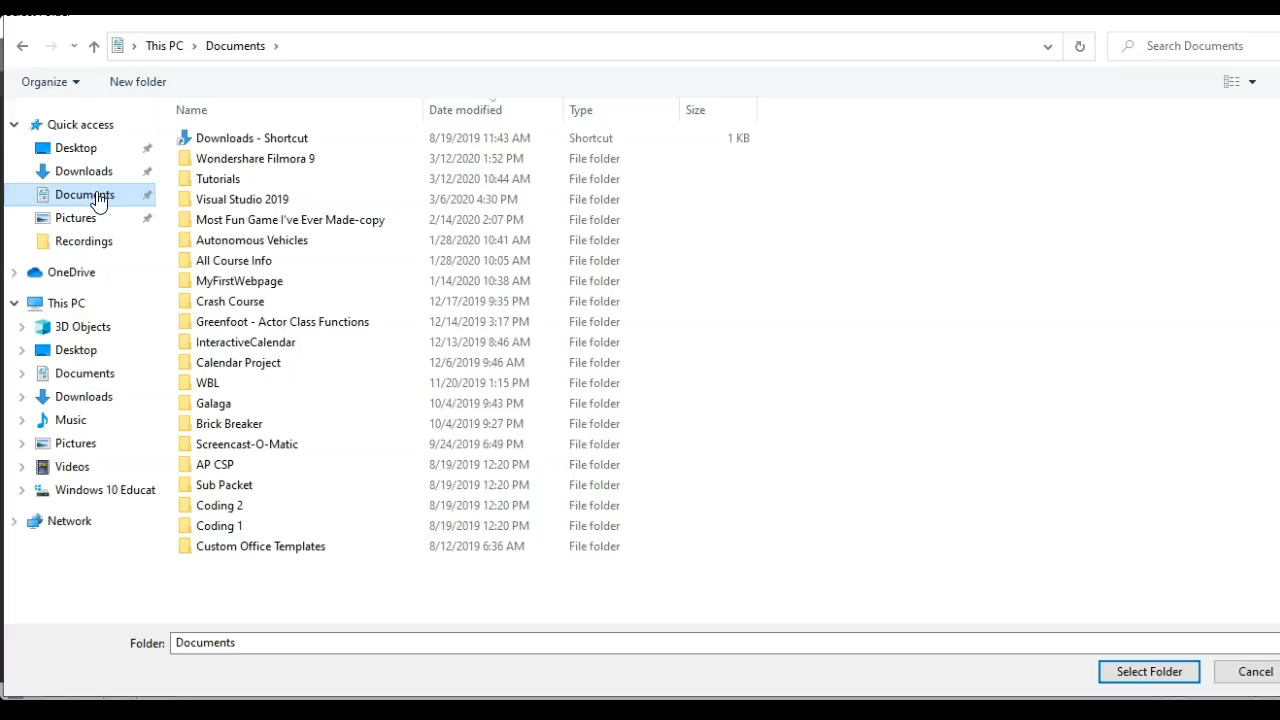 This PC > Documents >
Search Documents
Organize
New folder
Name Date modified Type Size
Quick access
Desktop
Downloads
Documents
Pictures
Recordings
OneDrive
This PC
3D Objects
Desktop
Documents
Downloads
Music
Pictures
Videos
Windows 10 Educat
Network
Downloads - Shortcut 8/19/2019 11:43 AM Shortcut 1 KB
Wondershare Filmora 9 3/12/2020 1:52 PM File folder
Tutorials 3/12/2020 10:44 AM File folder
Visual Studio 2019 3/6/2020 4:30 PM File folder
Most Fun Game I've Ever Made-copy 2/14/2020 2:07 PM File folder
Autonomous Vehicles 1/28/2020 10:41 AM File folder
All Course Info 1/28/2020 10:05 AM File folder
MyFirstWebpage 1/14/2020 10:38 AM File folder
Crash Course 12/17/2019 9:35 PM File folder
Greenfoot - Actor Class Functions 12/14/2019 3:17 PM File folder
InteractiveCalendar 12/13/2019 8:46 AM File folder
Calendar Project 12/6/2019 9:46 AM File folder
WBL 11/20/2019 1:15 PM File folder
Galaga 10/4/2019 9:43 PM File folder
Brick Breaker 10/4/2019 9:27 PM File folder
Screencast-O-Matic 9/24/2019 6:49 PM File folder
AP CSP 8/19/2019 12:20 PM File folder
Sub Packet 8/19/2019 12:20 PM File folder
Coding 2 8/19/2019 12:20 PM File folder
Coding 1 8/19/2019 12:20 PM File folder
Custom Office Templates 8/12/2019 6:36 AM File folder
Folder: Documents
Select Folder
Cancel